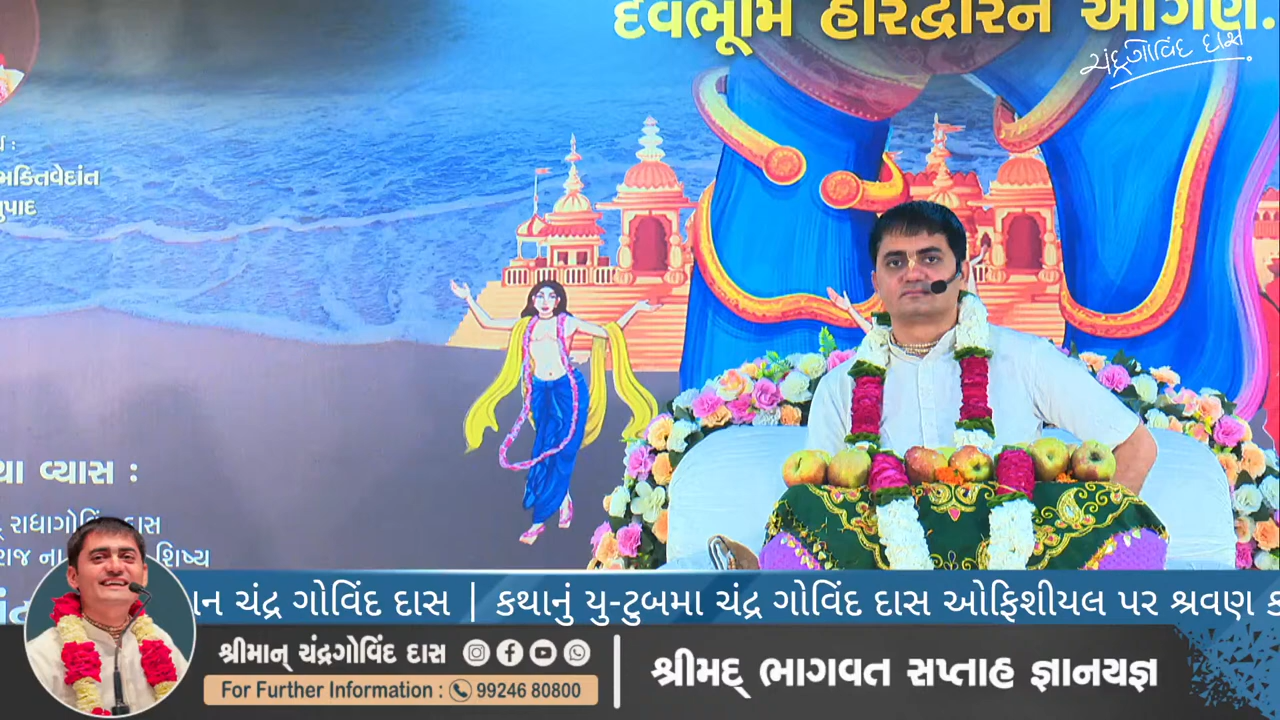 દેવભૂમિ હરિદ્વારને આંગણે.
ચંદ્રગોવિંદ દાસ
ભક્તિવેદાંત
વ્યાસ :
રાધાગોવિંદ દાસ
શિષ્ય
ચંદ્ર ગોવિંદ દાસ | કથાનું યુ-ટુબમા ચંદ્ર ગોવિંદ દાસ ઓફિશીયલ પર શ્રવણ
શ્રીમાન્ ચંદ્રગોવિંદ દાસ
For Further Information : 99246 80800
શ્રીમદ્ ભાગવત સપ્તાહ જ્ઞાનયજ્ઞ